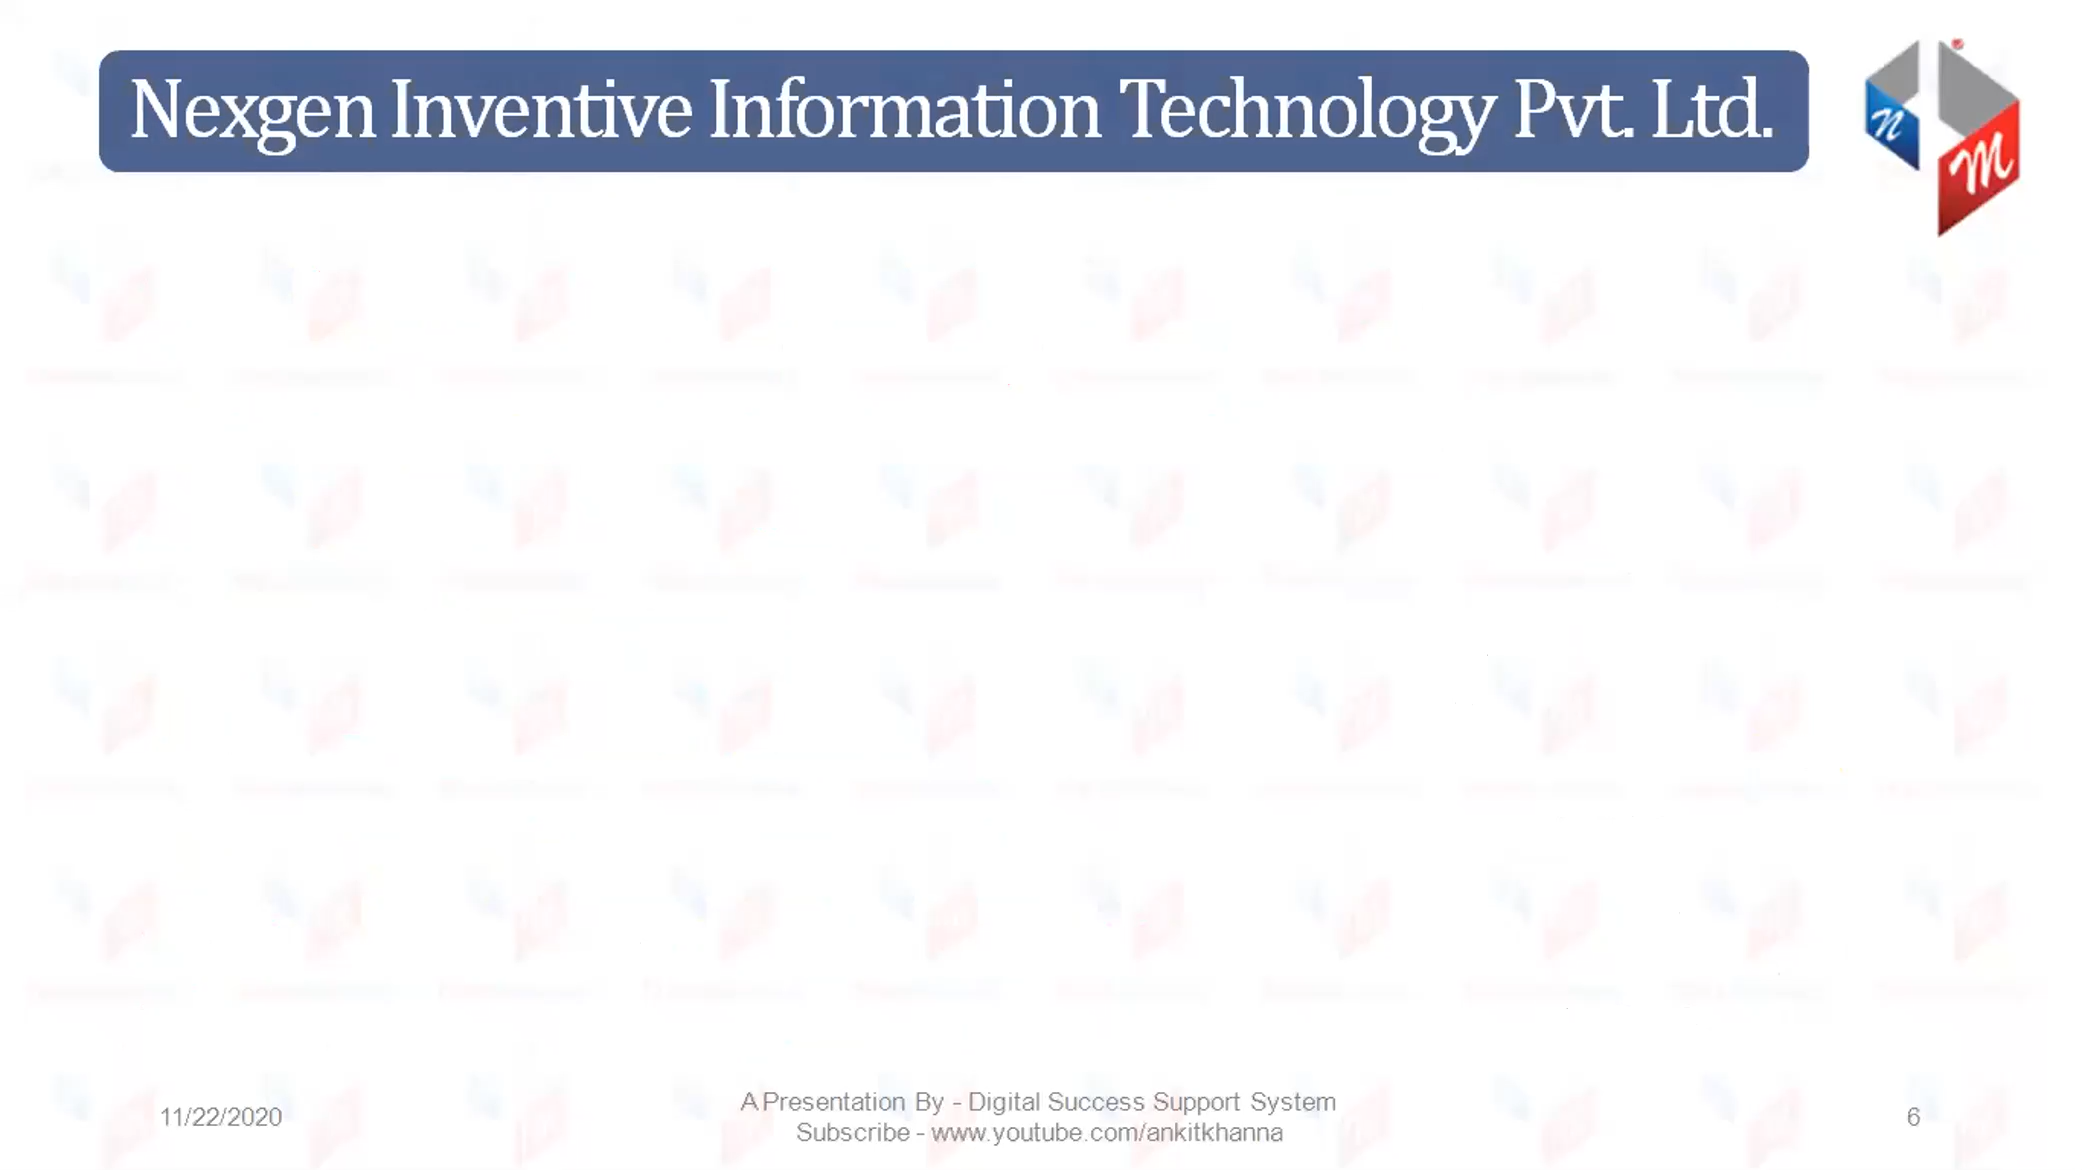 Nexgen Inventive Information Technology Pvt. Ltd.
n
m
11/22/2020
A Presentation By - Digital Success Support System
Subscribe - www.youtube.com/ankitkhanna
6